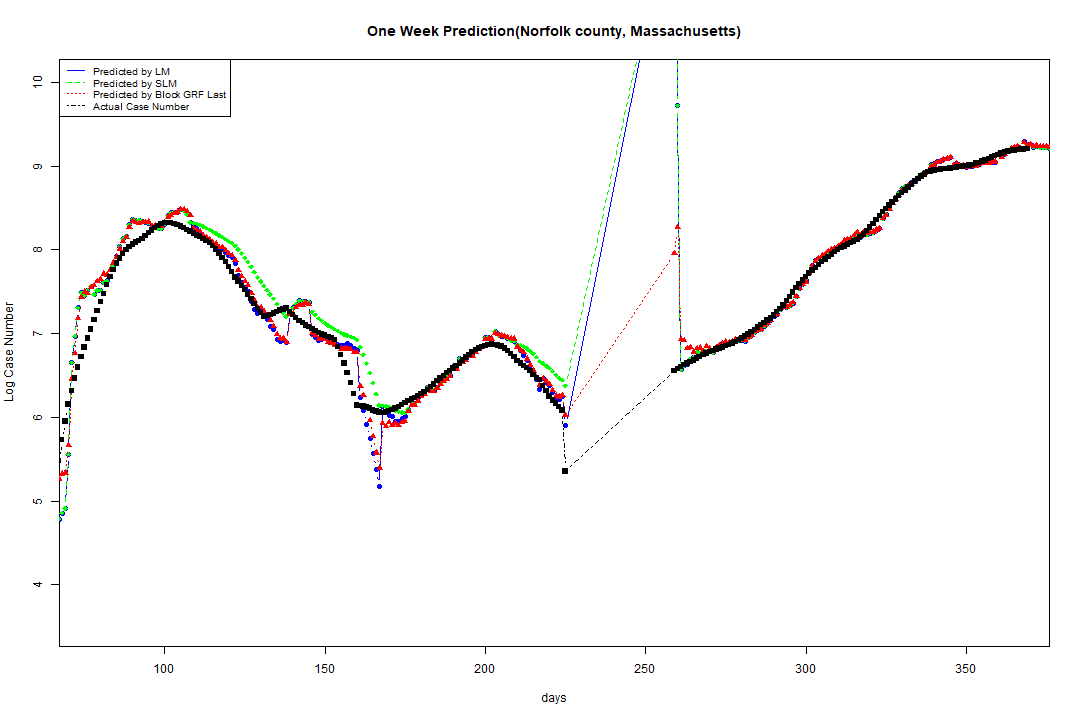 One Week Prediction(Norfolk county, Massachusetts)
Predicted by LM
Predicted by SLM
Predicted by Block GRF Last
Actual Case Number
10
9
8
7
6
5
4
Log Case Number
100 150 200 250 300 350
days